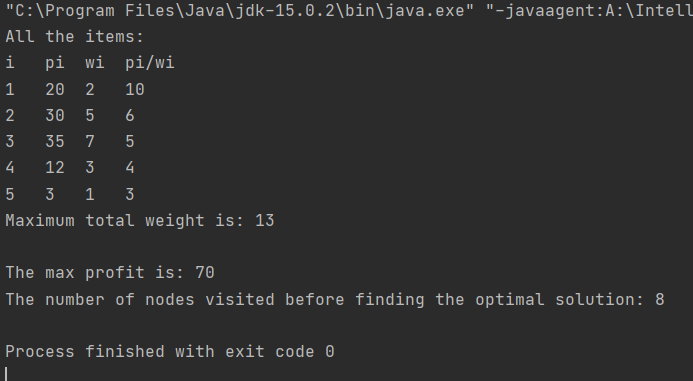 "C:\Program Files\Java\jdk-15.0.2\bin\java.exe" "-javaagent:A:\Intell
All the items:
i pi wi pi/wi
1 20 2 10
2 30 5 6
3 35 7 5
4 12 3 4
5 3 1 3
Maximum total weight is: 13
The max profit is: 70
The number of nodes visited before finding the optimal solution: 8
Process finished with exit code 0